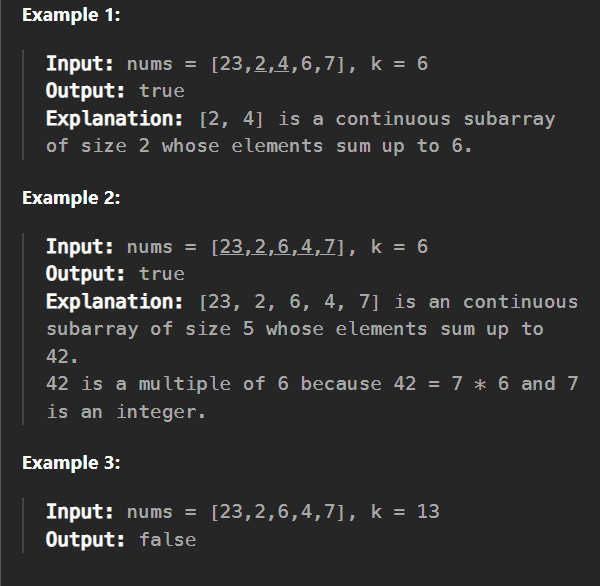 Example 1:
Input: nums = [23,2,4,6,7], k = 6
Output: true
Explanation: [2, 4] is a continuous subarray
of size 2 whose elements sum up to 6.
Example 2:
Input: nums = [23,2,6,4,7], k = 6
Output: true
Explanation: [23, 2, 6, 4, 7] is an continuous
subarray of size 5 whose elements sum up to
42.
42 is a multiple of 6 because 42 = 7 * 6 and 7
is an integer.
Example 3:
Input: nums = [23,2,6,4,7], k = 13
Output: false